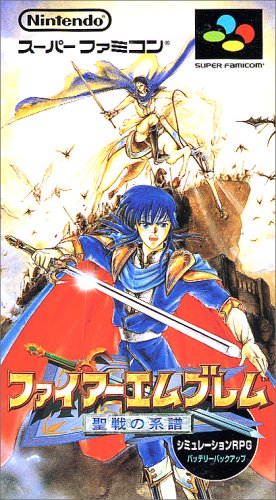 Nintendo®
スーパーファミコン®
SUPER FAMICOM™
ファイアーエムブレム
聖戦の系譜
シミュレーションRPG
バッテリーバックアップ